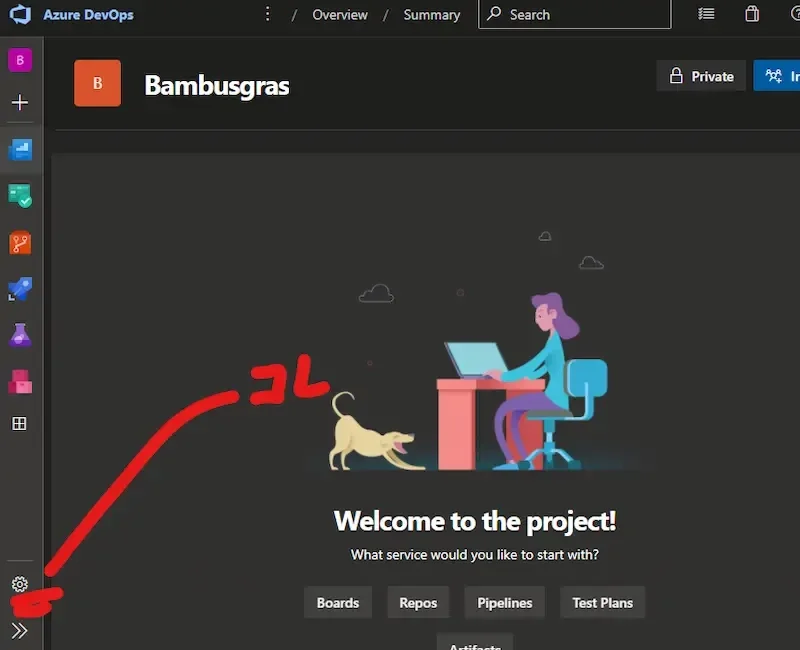 Azure DevOps
/ Overview / Summary
Search
B
B
Bambusgras
Private
In
コレ
Welcome to the project!
What service would you like to start with?
Boards
Repos
Pipelines
Test Plans
Artifacts